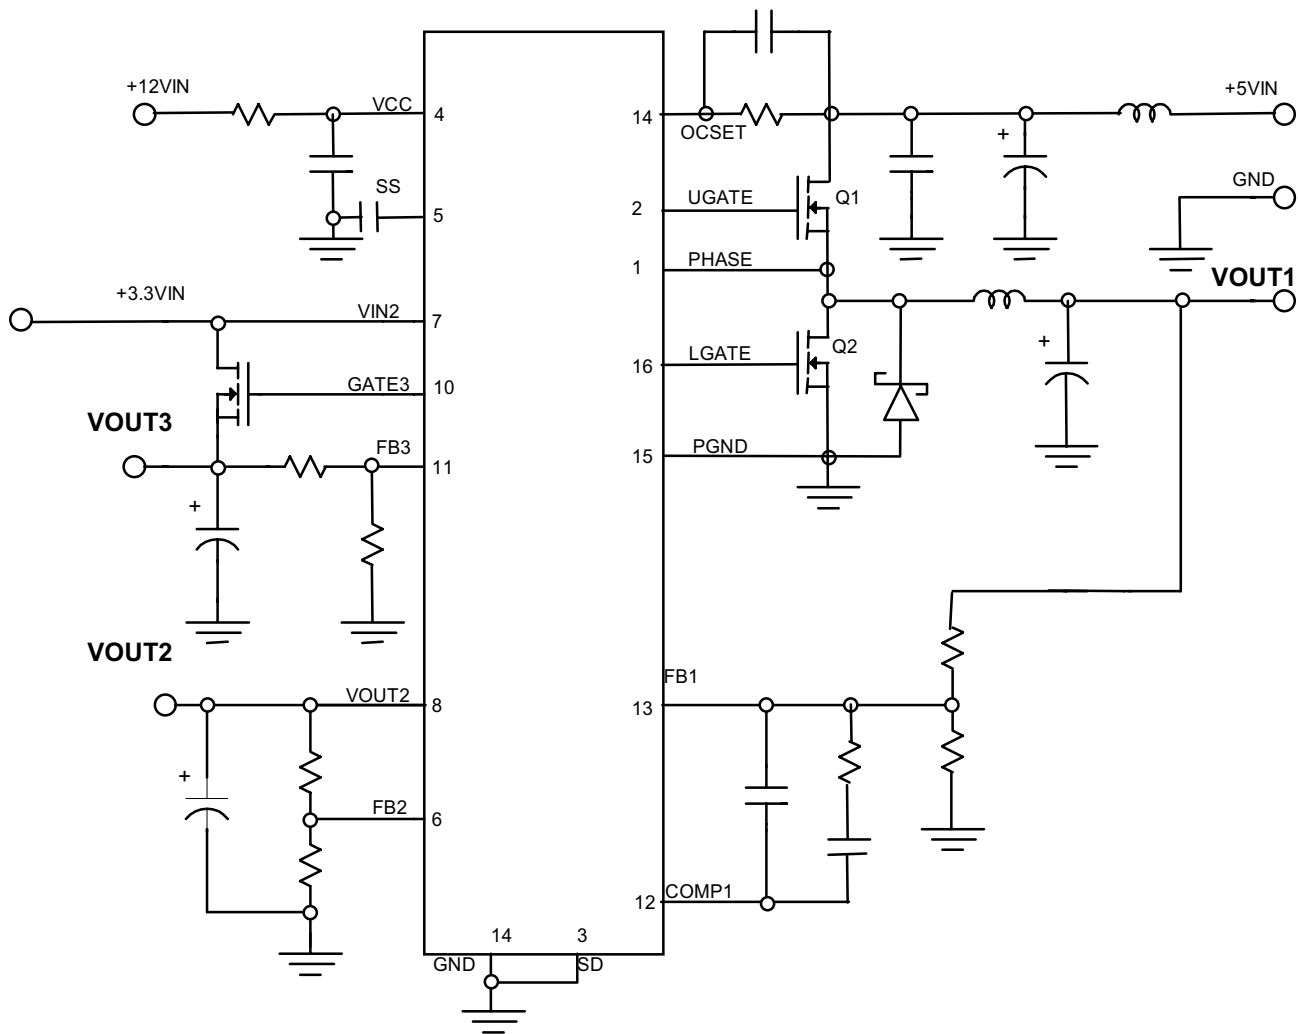 +12VIN
VCC
4
14
OCSET
+5VIN
SS
5
2
UGATE
Q1
GND
1
PHASE
+3.3VIN
VIN2
7
VOUT1
+
16
LGATE
Q2
+
GATE3
10
VOUT3
FB3
11
15
PGND
+
VOUT2
VOUT2
8
FB1
13
+
FB2
6
12
COMP1
14
3
GND
SD